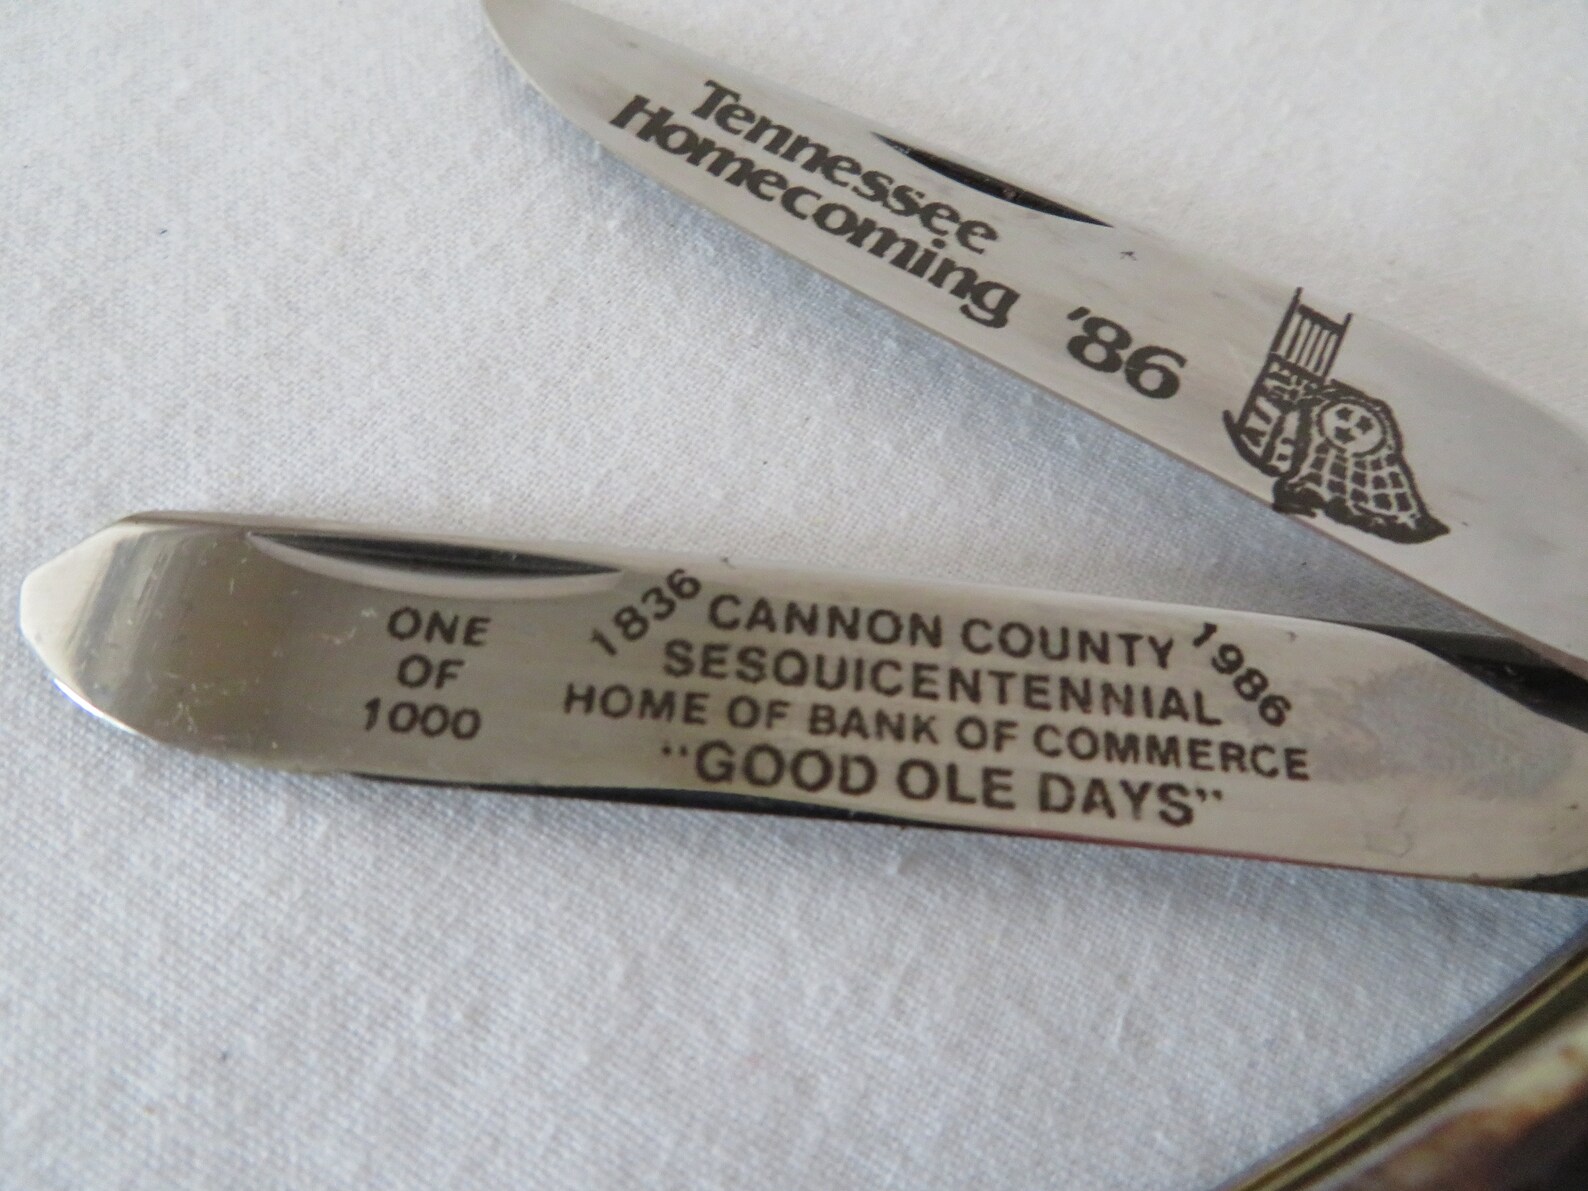 Tennessee
Homecoming '86
ONE
OF
1000
1836 CANNON COUNTY 1986
SESQUICENTENNIAL
HOME OF BANK OF COMMERCE
"GOOD OLE DAYS"